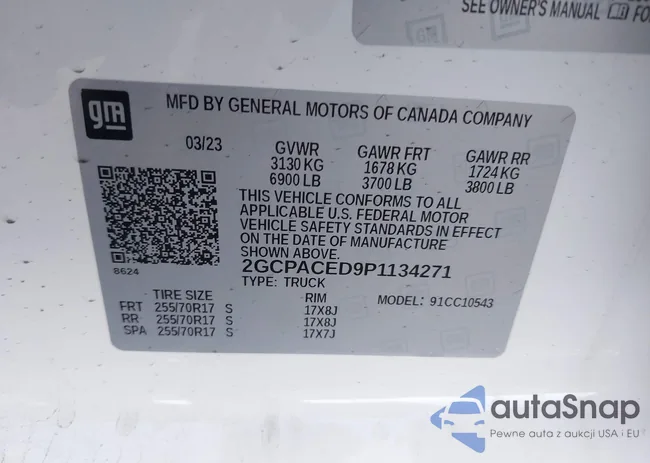 SEE OWNER'S MANUAL FO
gm
MFD BY GENERAL MOTORS OF CANADA COMPANY
03/23 GVWR GAWR FRT GAWR RR
3130 KG 1678 KG 1724 KG
6900 LB 3700 LB 3800 LB
THIS VEHICLE CONFORMS TO ALL
APPLICABLE U.S. FEDERAL MOTOR
VEHICLE SAFETY STANDARDS IN EFFECT
ON THE DATE OF MANUFACTURE
SHOWN ABOVE.
8624
2GCPACED9P1134271
TYPE: TRUCK
TIRE SIZE RIM MODEL: 91CC10543
FRT 255/70R17 S 17X8J
RR 255/70R17 S 17X8J
SPA 255/70R17 S 17X7J
autoSnap
Pewne auta z aukcji USA i EU